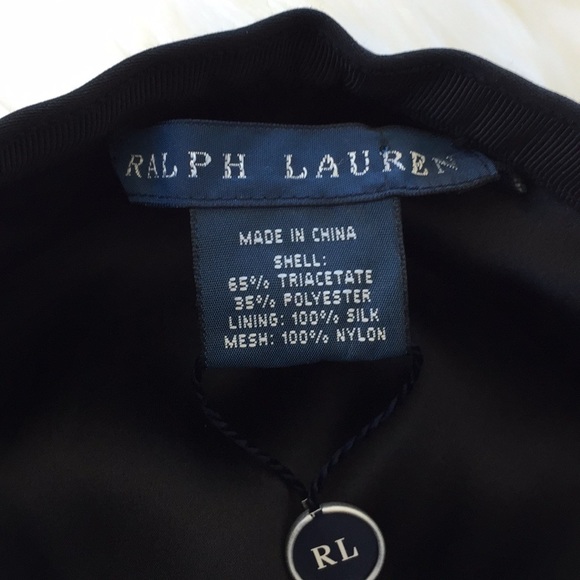 RALPH LAUREN
MADE IN CHINA
SHELL:
65% TRIACETATE
35% POLYESTER
LINING: 100% SILK
MESH: 100% NYLON
RL